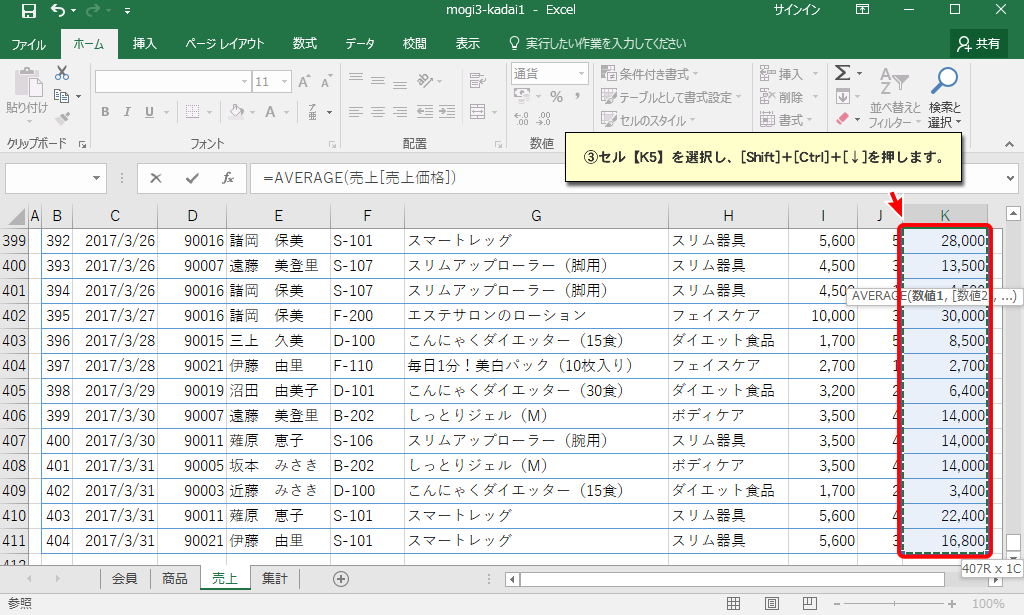 mogi3-kadai1 - Excel
サインイン
ファイル ホーム 挿入 ページ レイアウト 数式 データ 校閲 表示 実行したい作業を入力してください 共有
11 通貨 条件付き書式 挿入
貼り付け テーブルとして書式設定 削除 並べ替えと 検索と
B I U A セルのスタイル 書式 フィルター 選択
クリップボード フォント 配置 数値
③セル【K5】を選択し、[Shift]+[Ctrl]+[↓]を押します。
=AVERAGE(売上[売上価格])
A B C D E F G H I J K
399 392 2017/3/26 90016 諸岡 保美 S-101 スマートレッグ スリム器具 5,600 5 28,000
400 393 2017/3/26 90007 遠藤 美登里 S-107 スリムアップローラー（脚用） スリム器具 4,500 3 13,500
401 394 2017/3/26 90016 諸岡 保美 S-107 スリムアップローラー（脚用） スリム器具 4,500
AVERAGE(数値1, [数値2], ...)
402 395 2017/3/27 90016 諸岡 保美 F-200 エステサロンのローション フェイスケア 10,000 3 30,000
403 396 2017/3/28 90015 三上 久美 D-100 こんにゃくダイエッター（15食） ダイエット食品 1,700 5 8,500
404 397 2017/3/28 90021 伊藤 由里 F-110 毎日1分！美白パック（10枚入り） フェイスケア 2,700 1 2,700
405 398 2017/3/29 90019 沼田 由美子 D-101 こんにゃくダイエッター（30食） ダイエット食品 3,200 2 6,400
406 399 2017/3/30 90007 遠藤 美登里 B-202 しっとりジェル（M） ボディケア 3,500 4 14,000
407 400 2017/3/30 90011 薙原 恵子 S-106 スリムアップローラー（腕用） スリム器具 3,500 4 14,000
408 401 2017/3/31 90005 坂本 みさき B-202 しっとりジェル（M） ボディケア 3,500 4 14,000
409 402 2017/3/31 90003 近藤 みさき D-100 こんにゃくダイエッター（15食） ダイエット食品 1,700 2 3,400
410 403 2017/3/31 90011 薙原 恵子 S-101 スマートレッグ スリム器具 5,600 4 22,400
411 404 2017/3/31 90021 伊藤 由里 S-101 スマートレッグ スリム器具 5,600 3 16,800
407R x 1C
会員 商品 売上 集計
参照 100%